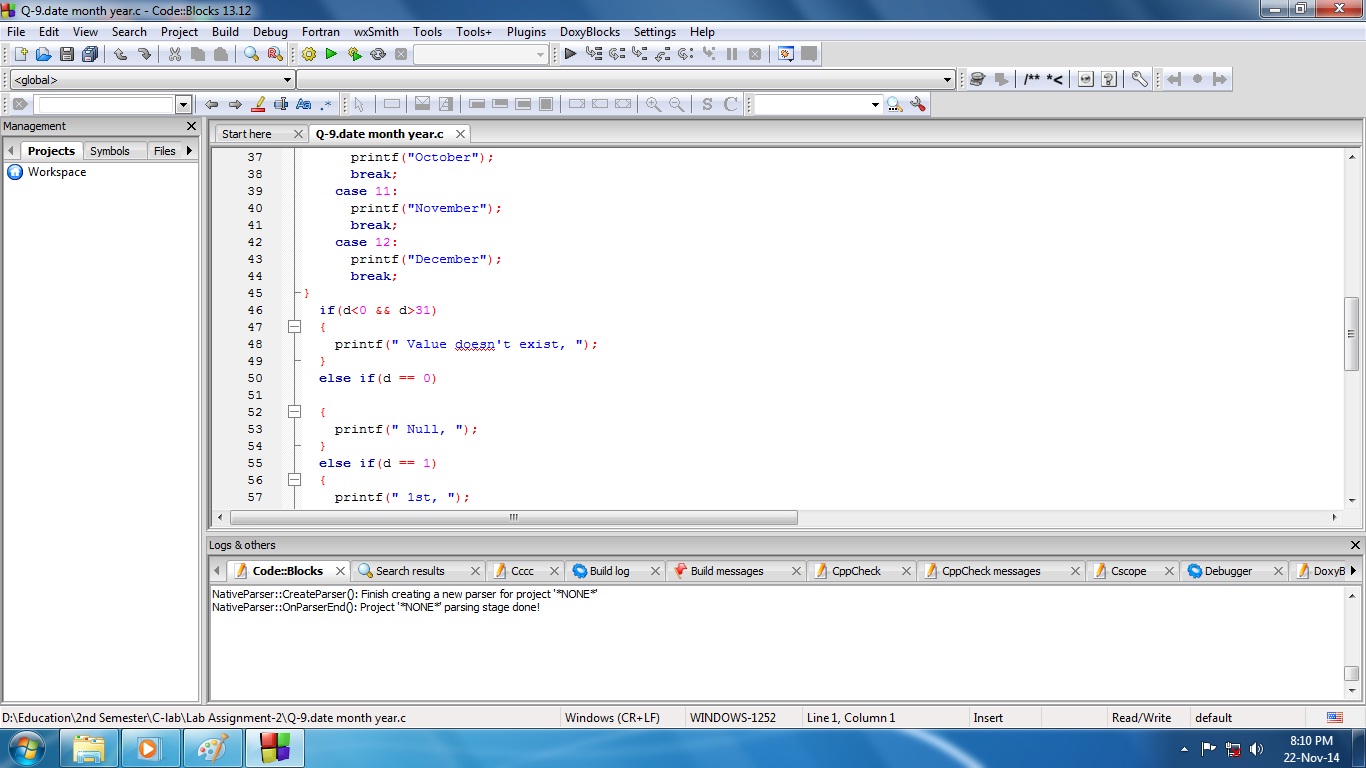 Q-9.date month year.c - Code::Blocks 13.12
File Edit View Search Project Build Debug Fortran wxSmith Tools Tools+ Plugins DoxyBlocks Settings Help
<global>
/** *<
Aa .*
S C
Management
Projects Symbols Files
Workspace
Start here Q-9.date month year.c
37 printf("October");
38 break;
39 case 11:
40 printf("November");
41 break;
42 case 12:
43 printf("December");
44 break;
45 }
46 if(d<0 && d>31)
47 {
48 printf(" Value doesn't exist, ");
49 }
50 else if(d == 0)
51
52 {
53 printf(" Null, ");
54 }
55 else if(d == 1)
56 {
57 printf(" 1st, ");
Logs & others
Code::Blocks Search results Cccc Build log Build messages CppCheck CppCheck messages Cscope Debugger DoxyB
NativeParser::CreateParser(): Finish creating a new parser for project '*NONE*'
NativeParser::OnParserEnd(): Project '*NONE*' parsing stage done!
D:\Education\2nd Semester\C-lab\Lab Assignment-2\Q-9.date month year.c Windows (CR+LF) WINDOWS-1252 Line 1, Column 1 Insert Read/Write default
8:10 PM
22-Nov-14